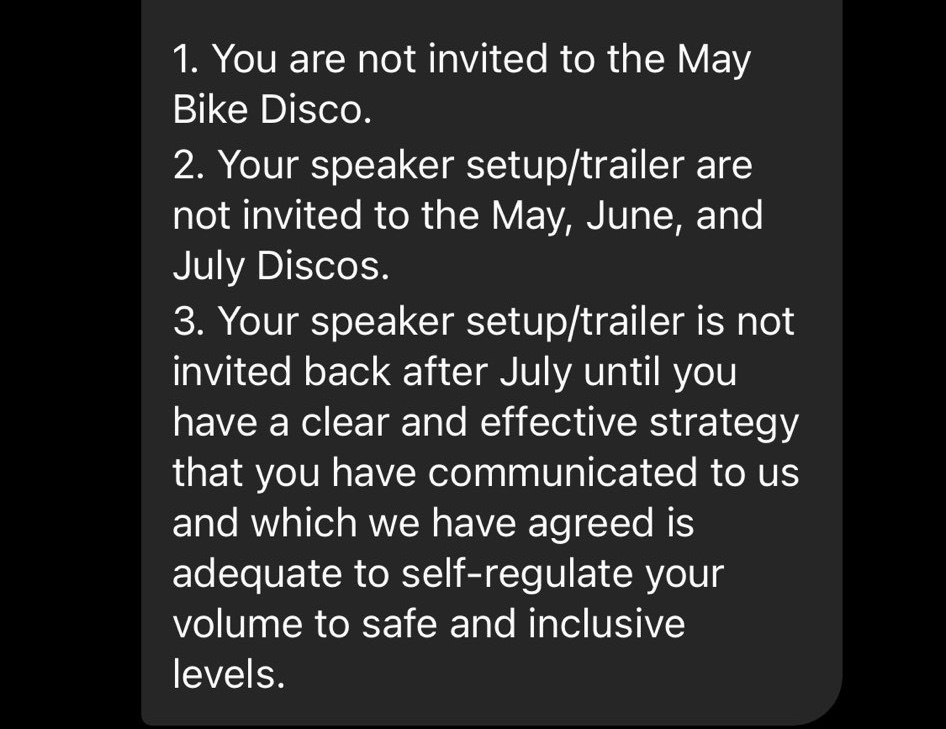 1. You are not invited to the May
Bike Disco.
2. Your speaker setup/trailer are
not invited to the May, June, and
July Discos.
3. Your speaker setup/trailer is not
invited back after July until you
have a clear and effective strategy
that you have communicated to us
and which we have agreed is
adequate to self-regulate your
volume to safe and inclusive
levels.